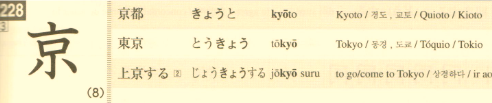 228
3
京
(8)
京都 きょうと kyōto Kyoto / 경도, 교토 / Quioto / Kioto
東京 とうきょう tōkyō Tokyo / 동경, 도쿄 / Tóquio / Tokio
上京する 2 じょうきょうする jōkyō suru to go/come to Tokyo / 상경하다 / ir ao